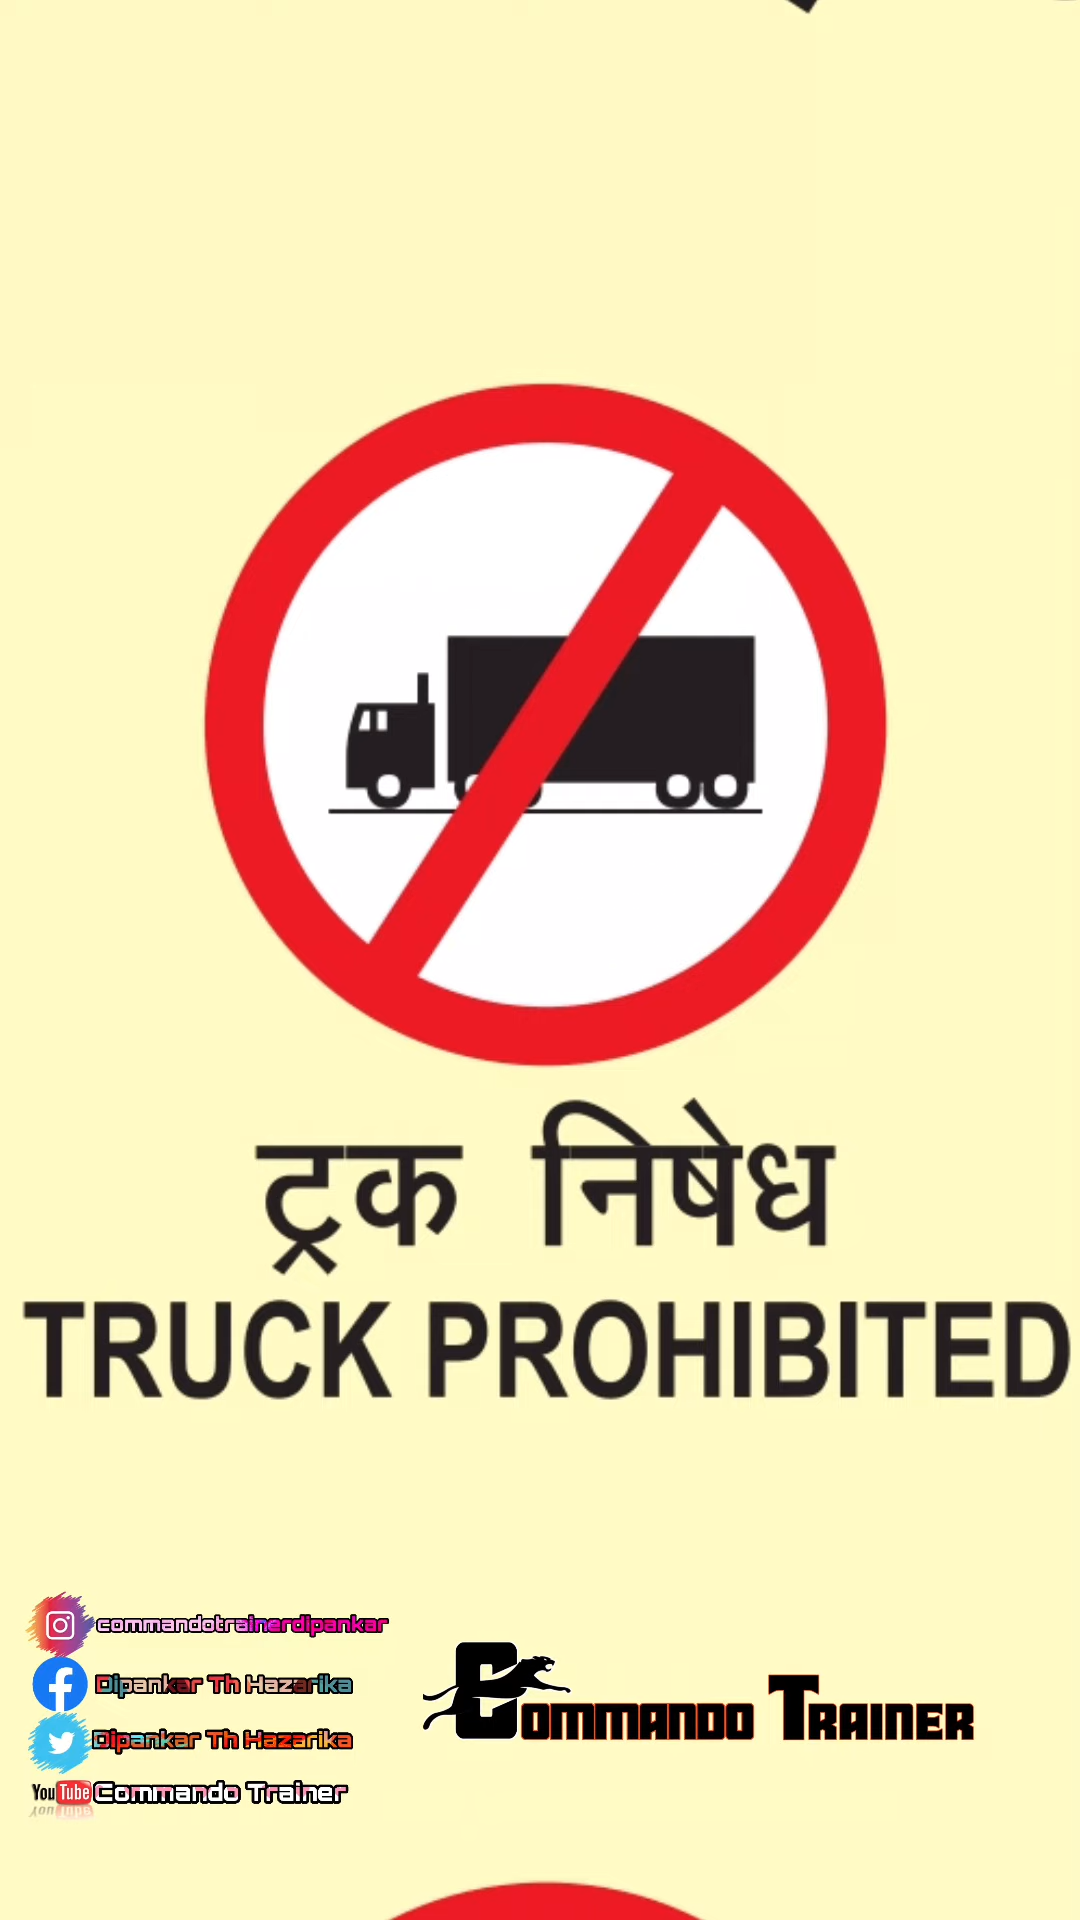 ट्रक निषेध
TRUCK PROHIBITED
commandotrainerdipankar
Dipankar Th Hazarika
Dipankar Th Hazarika
YouTube Commando Trainer
COMMANDO TRAINER